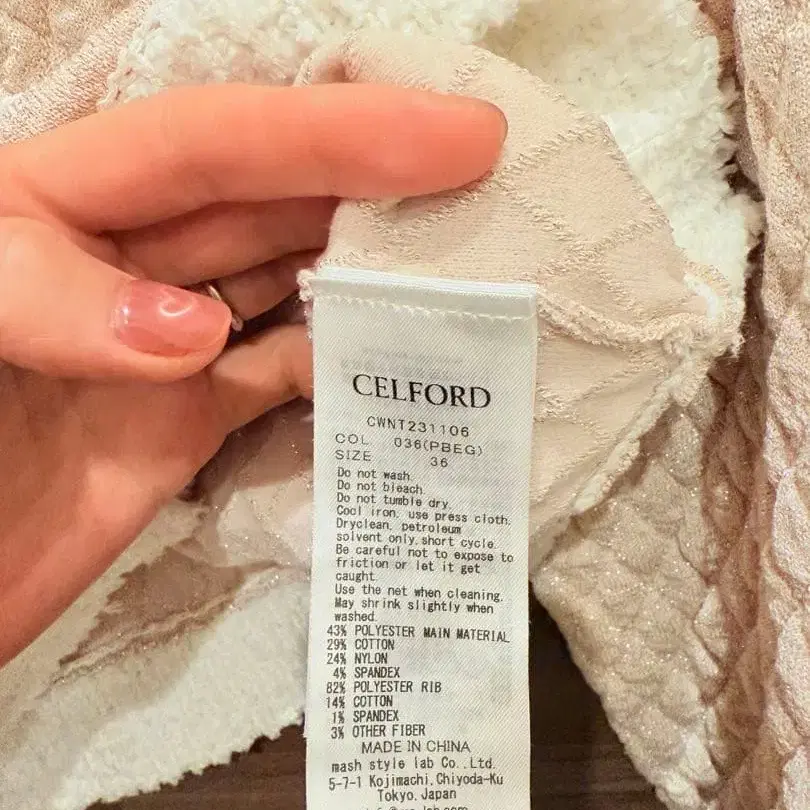 CELFORD
CWNT231106
COL 036(PBEG)
SIZE 36
Do not wash.
Do not bleach.
Do not tumble dry.
Cool iron, use press cloth.
Dryclean, petroleum
solvent only,short cycle.
Be careful not to expose to
friction or let it get
caught.
Use the net when cleaning.
May shrink slightly when
washed.
43% POLYESTER MAIN MATERIAL
29% COTTON
24% NYLON
4% SPANDEX
82% POLYESTER RIB
14% COTTON
1% SPANDEX
3% OTHER FIBER
MADE IN CHINA
mash style lab Co.,Ltd.
5-7-1 Kojimachi,Chiyoda-Ku
Tokyo,Japan